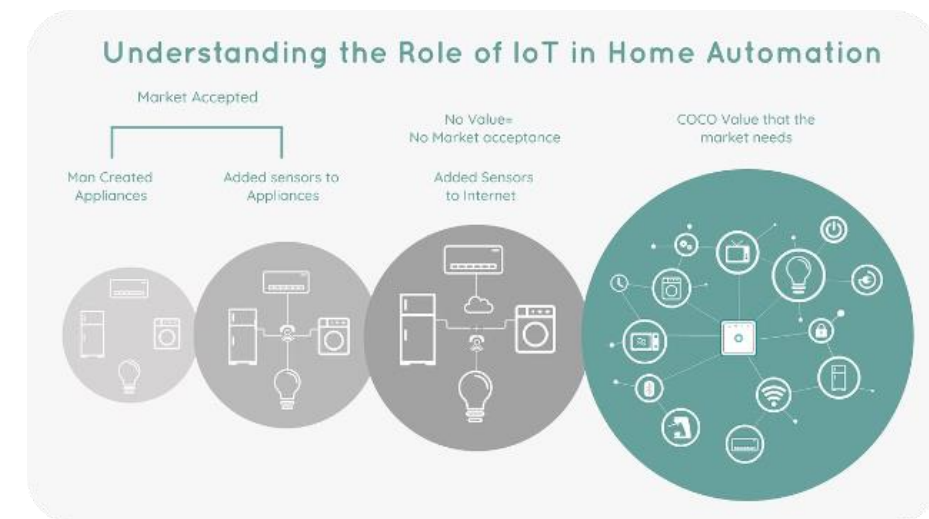 Understanding the Role of IoT in Home Automation
Market Accepted
Man Created
Appliances
Added sensors to
Appliances
No Value=
No Market acceptance
Added Sensors
to Internet
COCO Value that the
market needs